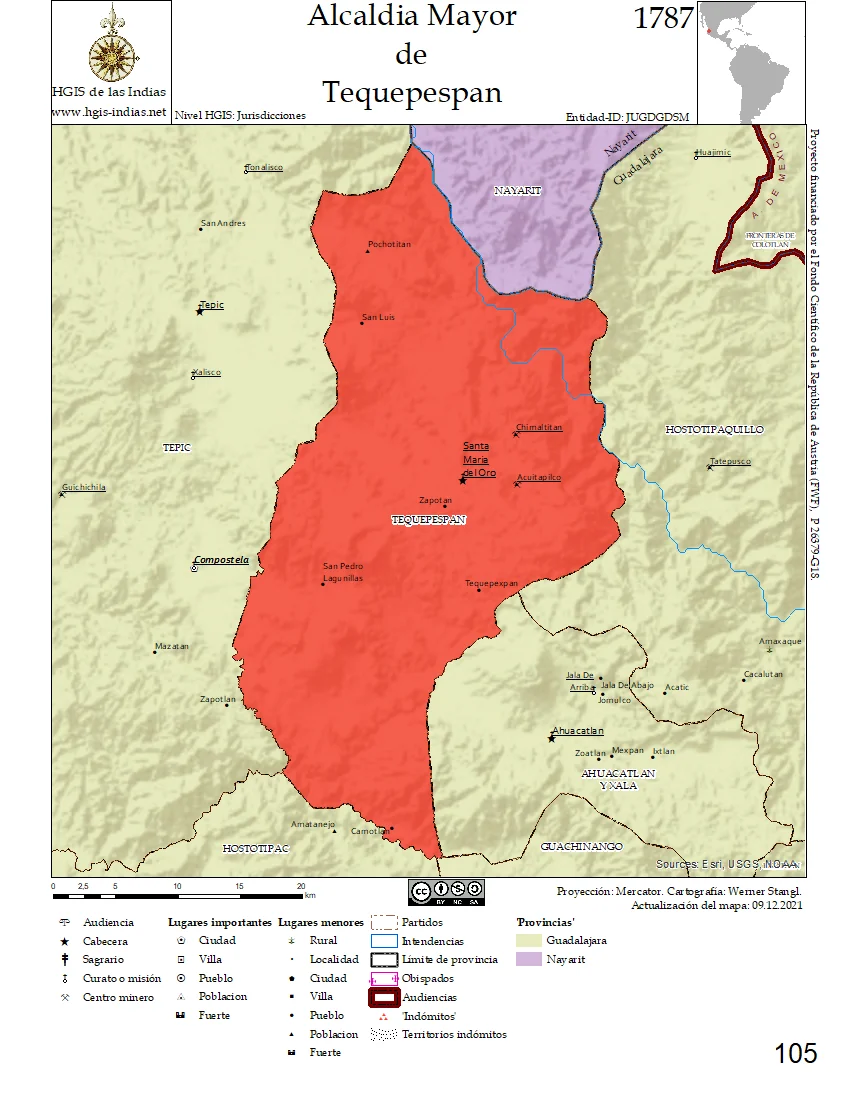 Alcaldia Mayor
de
Tequepespan
1787
HGIS de las Indias
www.hgis-indias.net
Nivel HGIS: Jurisdicciones
Entidad-ID: JUGDGDSM
Nayarit
Guadalajara
Huajimic
A. DE MEXICO
FRONTERAS DE
COLOTLAN
Tonalisco
NAYARIT
San Andres
Pochotitan
Tepic
San Luis
Xalisco
Chimaltitan
HOSTOTIPAQUILLO
TEPIC
Santa
Maria
del Oro
Tatepusco
Acuitapilco
Guichichila
Zapotan
TEQUEPESPAN
Compostela
San Pedro
Lagunillas
Tequepexpan
Amaxaque
Mazatan
Jala De
Arriba
Jala De Abajo
Acatic
Cacalutan
Jomulco
Zapotlan
Ahuacatlan
Zoatlan
Mexpan
Ixtlan
AHUACATLAN
Y XALA
Amatanejo
Camotlan
HOSTOTIPAC
GUACHINANGO
Sources: Esri, USGS, NOAA
Proyecto financiado por el Fondo Científico de la República de Austria (FWF), P 26379-G18.
0 2,5 5 10 15 20
km
CC BY NC SA
Proyección: Mercator. Cartografía: Werner Stangl.
Actualización del mapa: 09.12.2021
Audiencia
Cabecera
Sagrario
Curato o misión
Centro minero
Lugares importantes
Ciudad
Villa
Pueblo
Poblacion
Fuerte
Lugares menores
Rural
Localidad
Ciudad
Villa
Pueblo
Poblacion
Fuerte
Partidos
Intendencias
Límite de provincia
Obispados
Audiencias
'Indómitos'
Territorios indómitos
'Provincias'
Guadalajara
Nayarit
105